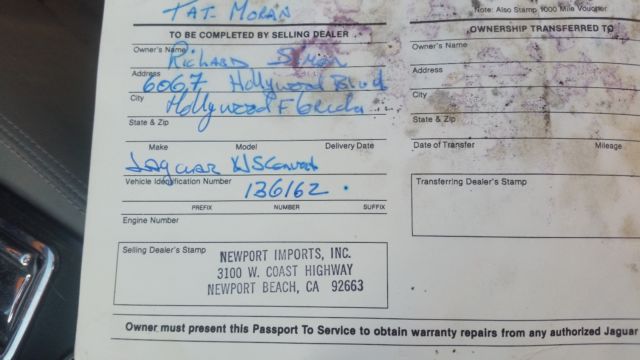 TAT. MORAN
Note: Also Stamp 1000 Mile Voucher
TO BE COMPLETED BY SELLING DEALER
OWNERSHIP TRANSFERRED TO
Owner's Name Richard Simon
Owner's Name
Address 6067 Hollywood Blvd
Address
City Hollywood Florida
City
State & Zip
State & Zip
Make Model Delivery Date
Date of Transfer Mileage
Jaguar XJS
Vehicle Identification Number 136162.
Transferring Dealer's Stamp
PREFIX NUMBER SUFFIX
Engine Number
Selling Dealer's Stamp
NEWPORT IMPORTS, INC.
3100 W. COAST HIGHWAY
NEWPORT BEACH, CA 92663
Owner must present this Passport To Service to obtain warranty repairs from any authorized Jaguar